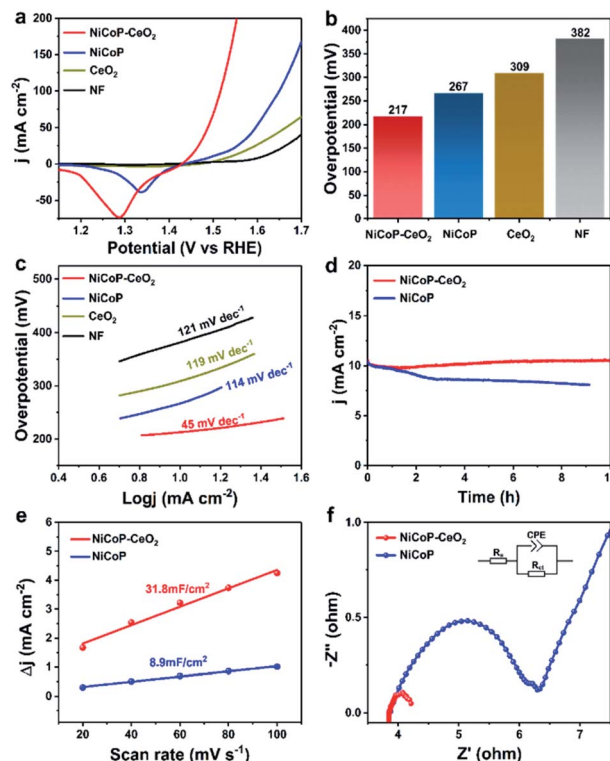 a
NiCoP-CeO₂
NiCoP
CeO₂
NF
j (mA cm⁻²)
200
150
100
50
0
-50
1.2 1.3 1.4 1.5 1.6 1.7
Potential (V vs RHE)
b
Overpotential (mV)
400
350
300
250
200
150
100
50
0
217
267
309
382
NiCoP-CeO₂ NiCoP CeO₂ NF
c
NiCoP-CeO₂
NiCoP
CeO₂
NF
Overpotential (mV)
500
400
300
200
121 mV dec⁻¹
119 mV dec⁻¹
114 mV dec⁻¹
45 mV dec⁻¹
0.4 0.8 1.2 1.6
Logj (mA cm⁻²)
d
NiCoP-CeO₂
NiCoP
j (mA cm⁻²)
20
15
10
5
0
0 2 4 6 8 10
Time (h)
e
NiCoP-CeO₂
NiCoP
Δj (mA cm⁻²)
6
5
4
3
2
1
0
-1
31.8mF/cm²
8.9mF/cm²
20 40 60 80 100
Scan rate (mV s⁻¹)
f
NiCoP-CeO₂
NiCoP
CPE
-Z'' (ohm)
1.0
0.5
0.0
4 5 6 7
Z' (ohm)